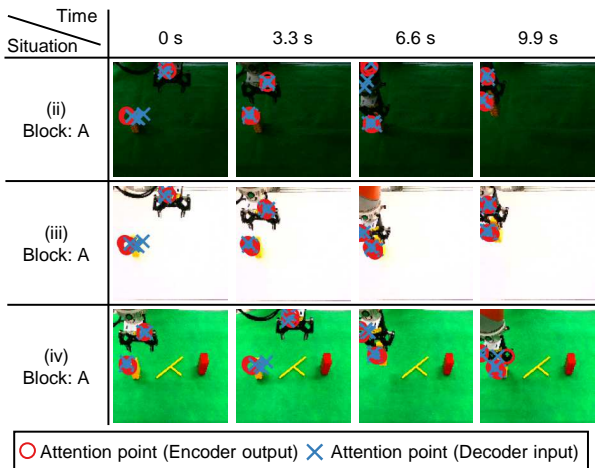 Time
Situation
0 s 3.3 s 6.6 s 9.9 s
(ii)
Block: A
(iii)
Block: A
(iv)
Block: A
Attention point (Encoder output) Attention point (Decoder input)